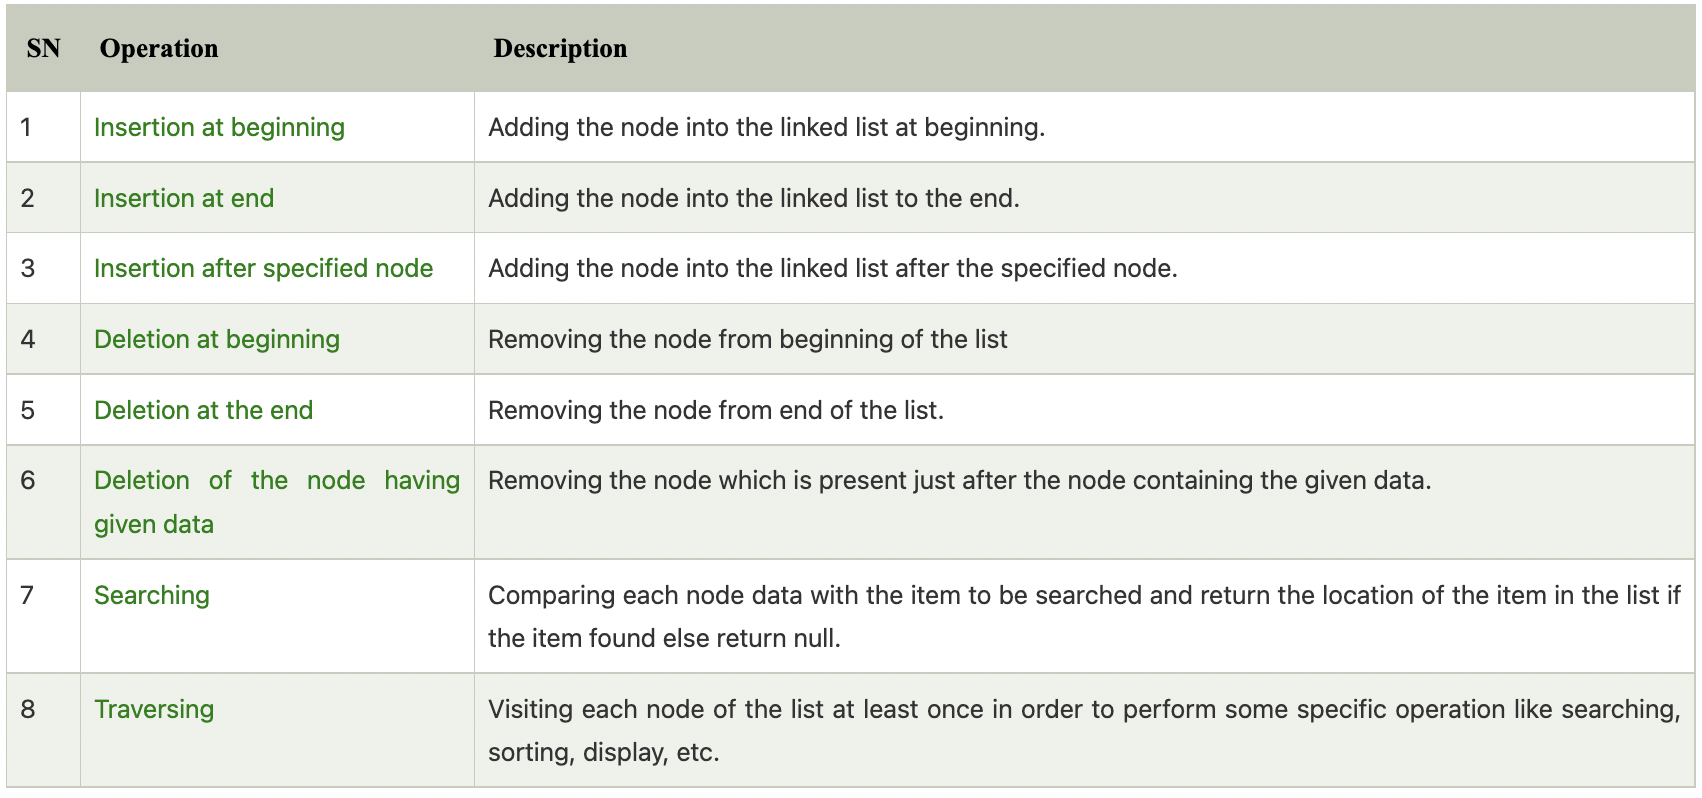 SN Operation Description
1 Insertion at beginning Adding the node into the linked list at beginning.
2 Insertion at end Adding the node into the linked list to the end.
3 Insertion after specified node Adding the node into the linked list after the specified node.
4 Deletion at beginning Removing the node from beginning of the list
5 Deletion at the end Removing the node from end of the list.
6 Deletion of the node having Removing the node which is present just after the node containing the given data.
given data
7 Searching Comparing each node data with the item to be searched and return the location of the item in the list if
the item found else return null.
8 Traversing Visiting each node of the list at least once in order to perform some specific operation like searching,
sorting, display, etc.